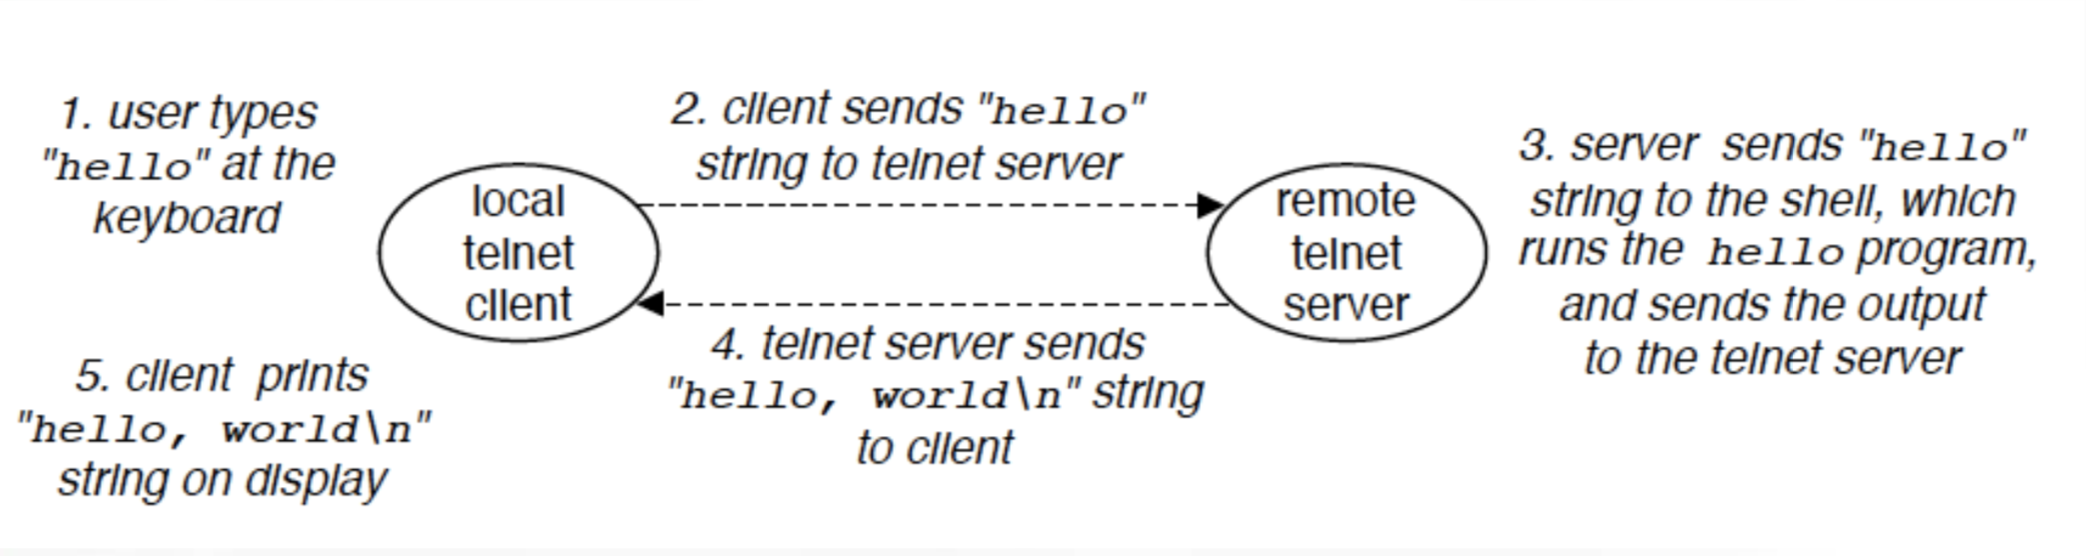 1. user types
"hello" at the
keyboard
local
telnet
client
2. client sends "hello"
string to telnet server
remote
telnet
server
3. server sends "hello"
string to the shell, which
runs the hello program,
and sends the output
to the telnet server
4. telnet server sends
"hello, world\n" string
to client
5. client prints
"hello, world\n"
string on display